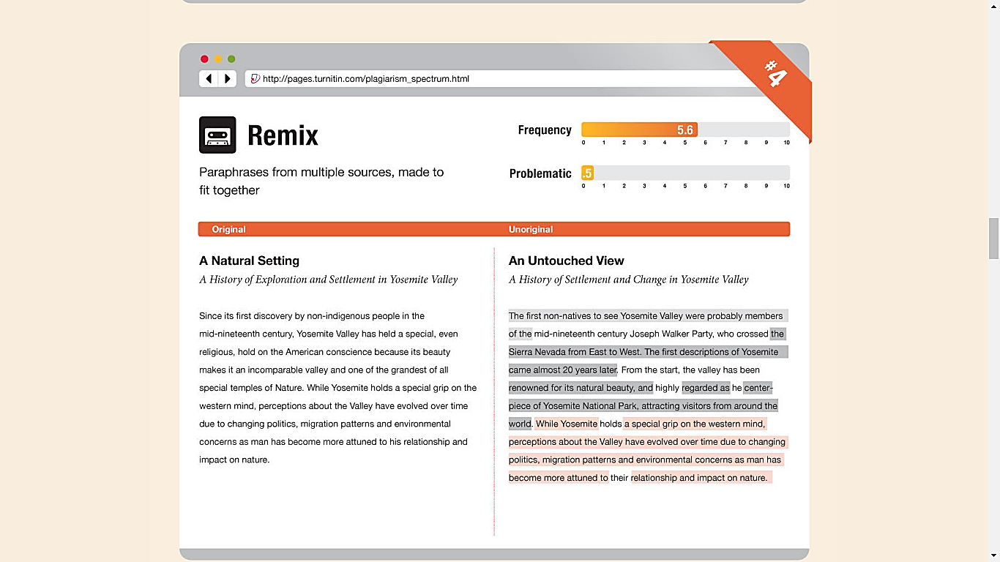 #4
http://pages.turnitin.com/plagiarism_spectrum.html
Remix
Paraphrases from multiple sources, made to
fit together
Frequency
5.6
0 1 2 3 4 5 6 7 8 9 10
Problematic
.5
0 1 2 3 4 5 6 7 8 9 10
Original
Unoriginal
A Natural Setting
A History of Exploration and Settlement in Yosemite Valley
Since its first discovery by non-indigenous people in the
mid-nineteenth century, Yosemite Valley has held a special, even
religious, hold on the American conscience because its beauty
makes it an incomparable valley and one of the grandest of all
special temples of Nature. While Yosemite holds a special grip on the
western mind, perceptions about the Valley have evolved over time
due to changing politics, migration patterns and environmental
concerns as man has become more attuned to his relationship and
impact on nature.
An Untouched View
A History of Settlement and Change in Yosemite Valley
The first non-natives to see Yosemite Valley were probably members
of the mid-nineteenth century Joseph Walker Party, who crossed the
Sierra Nevada from East to West. The first descriptions of Yosemite
came almost 20 years later. From the start, the valley has been
renowned for its natural beauty, and highly regarded as he center-
piece of Yosemite National Park, attracting visitors from around the
world. While Yosemite holds a special grip on the western mind,
perceptions about the Valley have evolved over time due to changing
politics, migration patterns and environmental concerns as man has
become more attuned to their relationship and impact on nature.